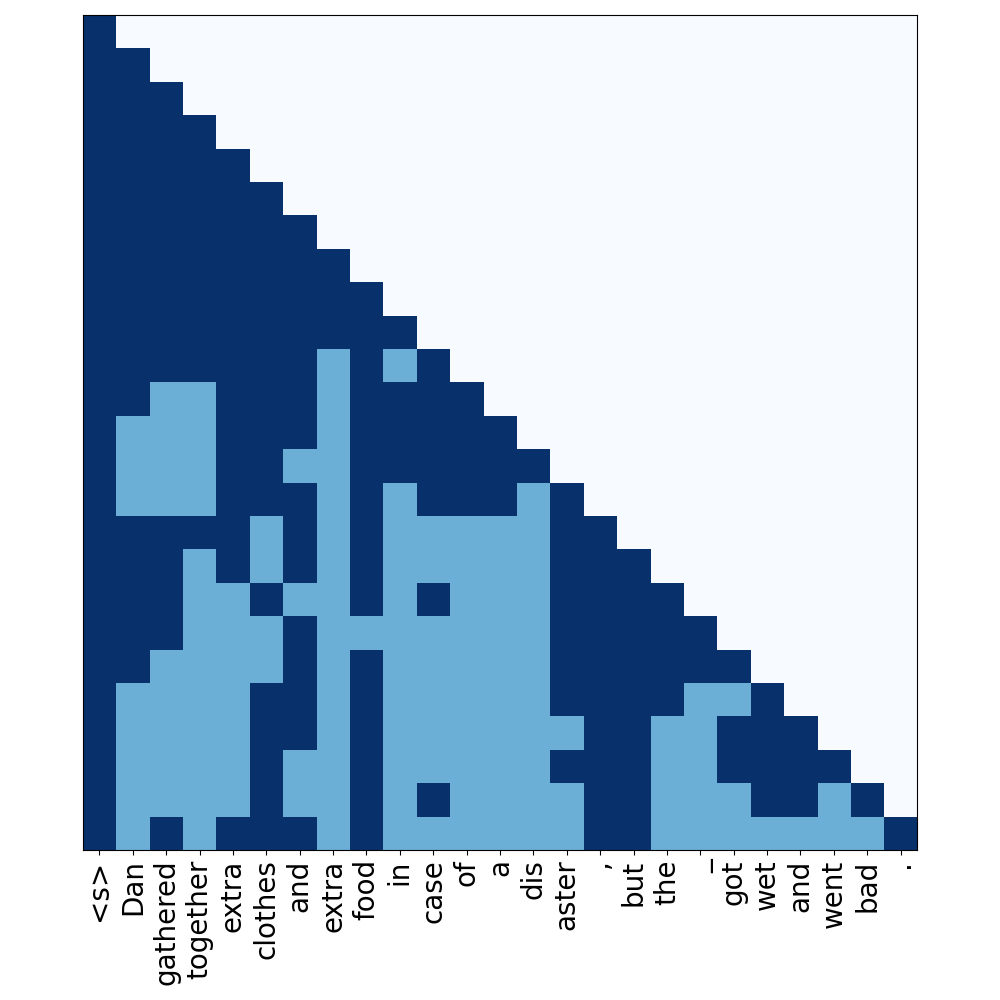 <s> Dan gathered together extra clothes and extra food in case of a dis aster , but the _ got wet and went bad .